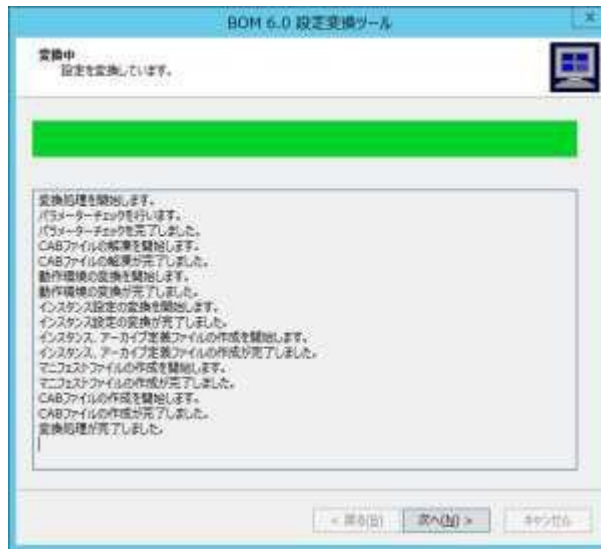 BOM 6.0 設定変換ツール
変換中
設定を変換しています。
変換処理を開始します。
パラメーターチェックを行います。
パラメーターチェックを完了しました。
CABファイルの解凍を開始します。
CABファイルの解凍が完了しました。
動作環境の変換を開始します。
動作環境の変換が完了しました。
インスタンス設定の変換を開始します。
インスタンス設定の変換が完了しました。
インスタンス、アーカイブ定義ファイルの作成を開始します。
インスタンス、アーカイブ定義ファイルの作成が完了しました。
マニフェストファイルの作成を開始します。
マニフェストファイルの作成が完了しました。
CABファイルの作成を開始します。
CABファイルの作成が完了しました。
変換処理が完了しました。
< 戻る(B) 次へ(N) > キャンセル